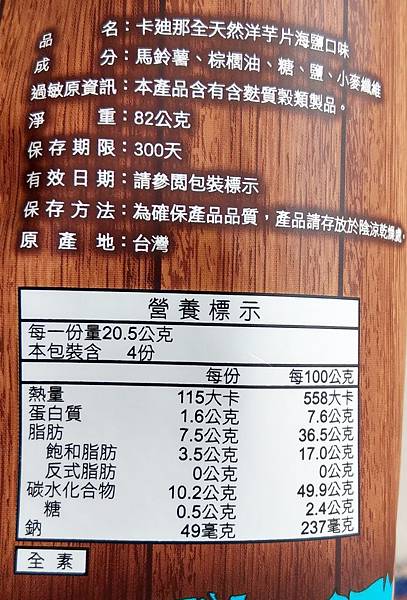 品名：卡迪那全天然洋芋片海鹽口味
成分：馬鈴薯、棕櫚油、糖、鹽、小麥纖維
過敏原資訊：本產品含有含麩質穀類製品。
淨重：82公克
保存期限：300天
有效日期：請參閱包裝標示
保存方法：為確保產品品質，產品請存放於陰涼乾燥處。
原產地：台灣
營養標示
每一份量20.5公克
本包裝含 4份
每份 每100公克
熱量 115大卡 558大卡
蛋白質 1.6公克 7.6公克
脂肪 7.5公克 36.5公克
飽和脂肪 3.5公克 17.0公克
反式脂肪 0公克 0公克
碳水化合物 10.2公克 49.9公克
糖 0.5公克 2.4公克
鈉 49毫克 237毫克
全素